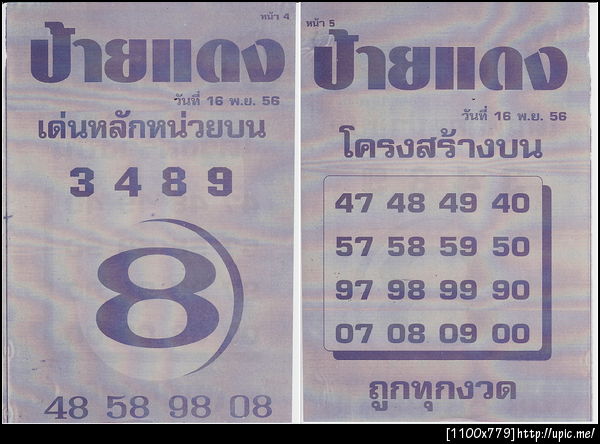 หน้า 4
ป้ายแดง
วันที่ 16 พ.ย. 56
เด่นหลักหน่วยบน
3 4 8 9
8
48 58 98 08
หน้า 5
ป้ายแดง
วันที่ 16 พ.ย. 56
โครงสร้างบน
47 48 49 40
57 58 59 50
97 98 99 90
07 08 09 00
ถูกทุกงวด
[1100x779]http://upic.me/